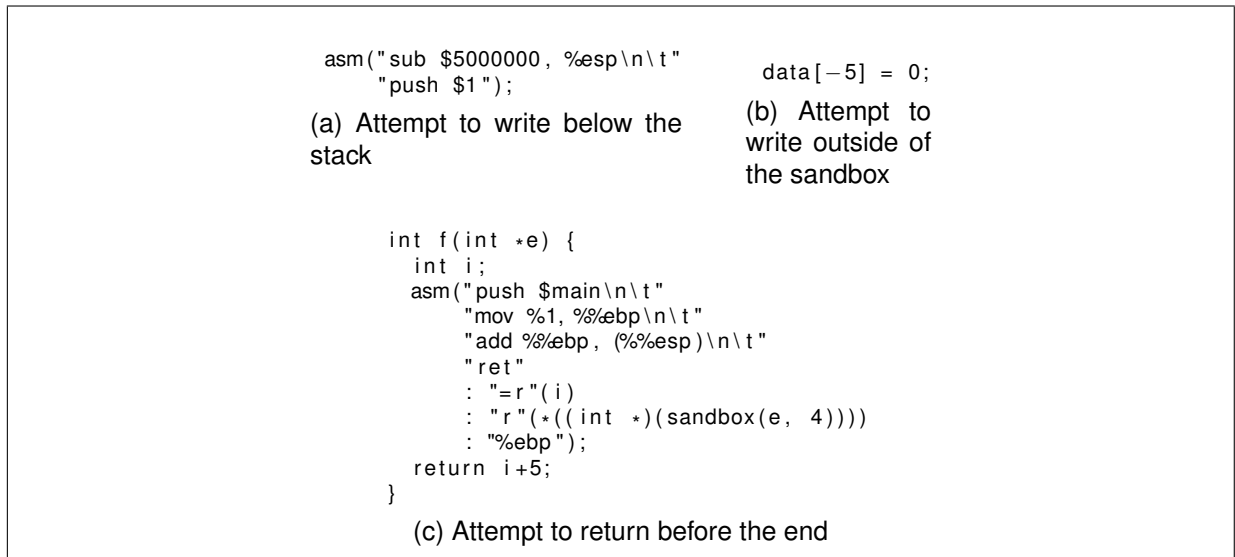 asm("sub $5000000, %esp\n\t"
"push $1");
(a) Attempt to write below the
stack
data[−5] = 0;
(b) Attempt to
write outside of
the sandbox
int f(int *e) {
int i;
asm("push $main\n\t"
"mov %1, %%ebp\n\t"
"add %%ebp, (%%esp)\n\t"
"ret"
: "=r"(i)
: "r"(*((int *)(sandbox(e, 4))))
: "%ebp");
return i+5;
}
(c) Attempt to return before the end